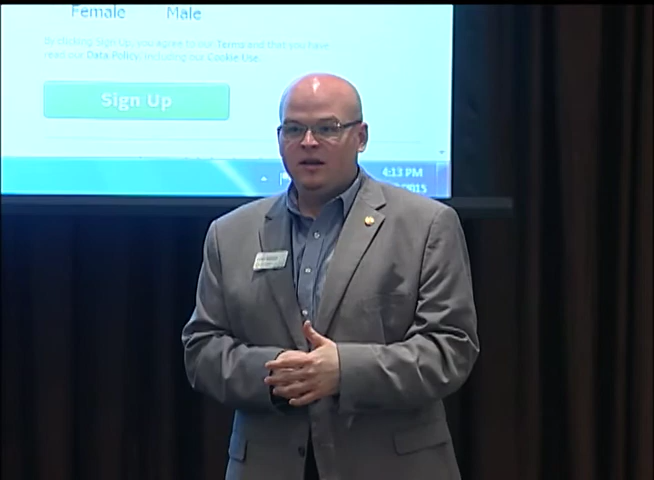 Female Male
By clicking Sign Up, you agree to our Terms and that you have
read our Data Policy, including our Cookie Use.
Sign Up
4:13 PM
2015